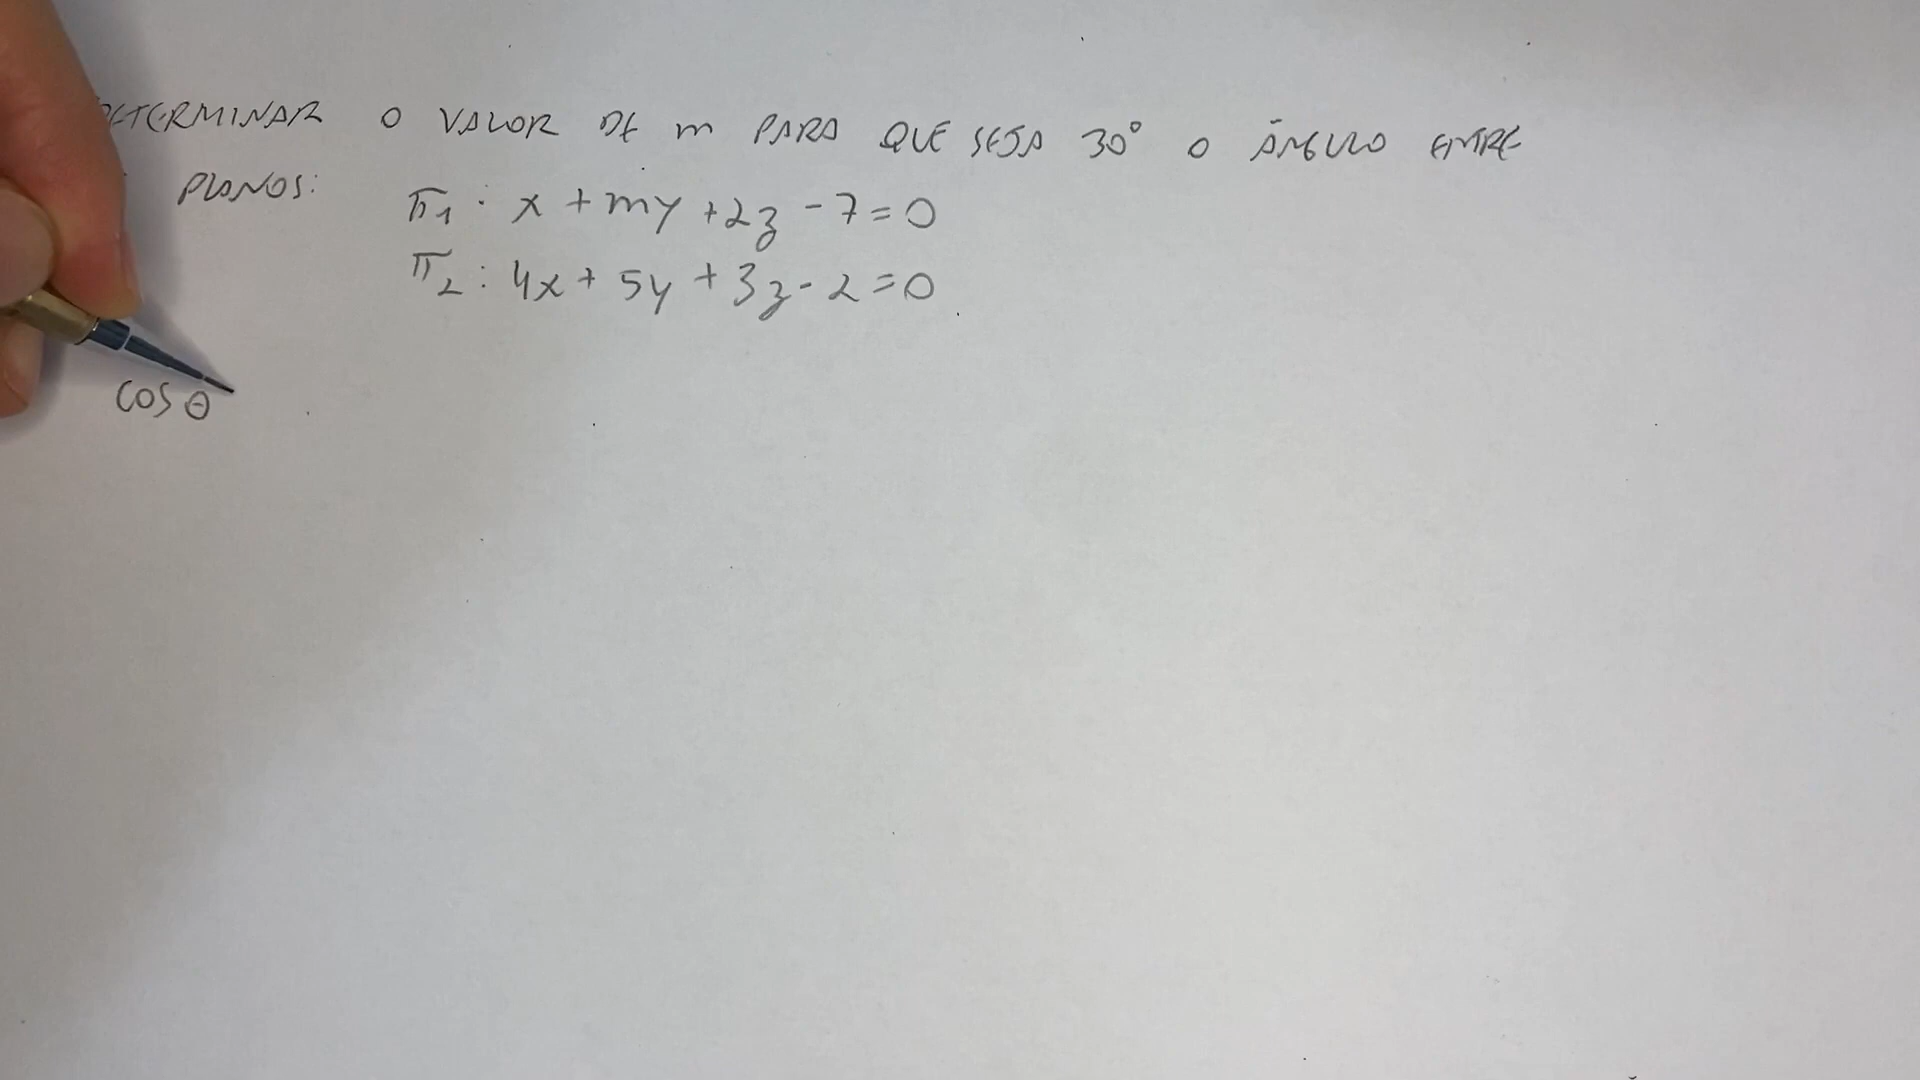 DETERMINAR O VALOR DE m PARA QUE SEJA 30° O ÂNGULO ENTRE
PLANOS: π1: x + my + 2z - 7 = 0
π2: 4x + 5y + 3z - 2 = 0
cos θ